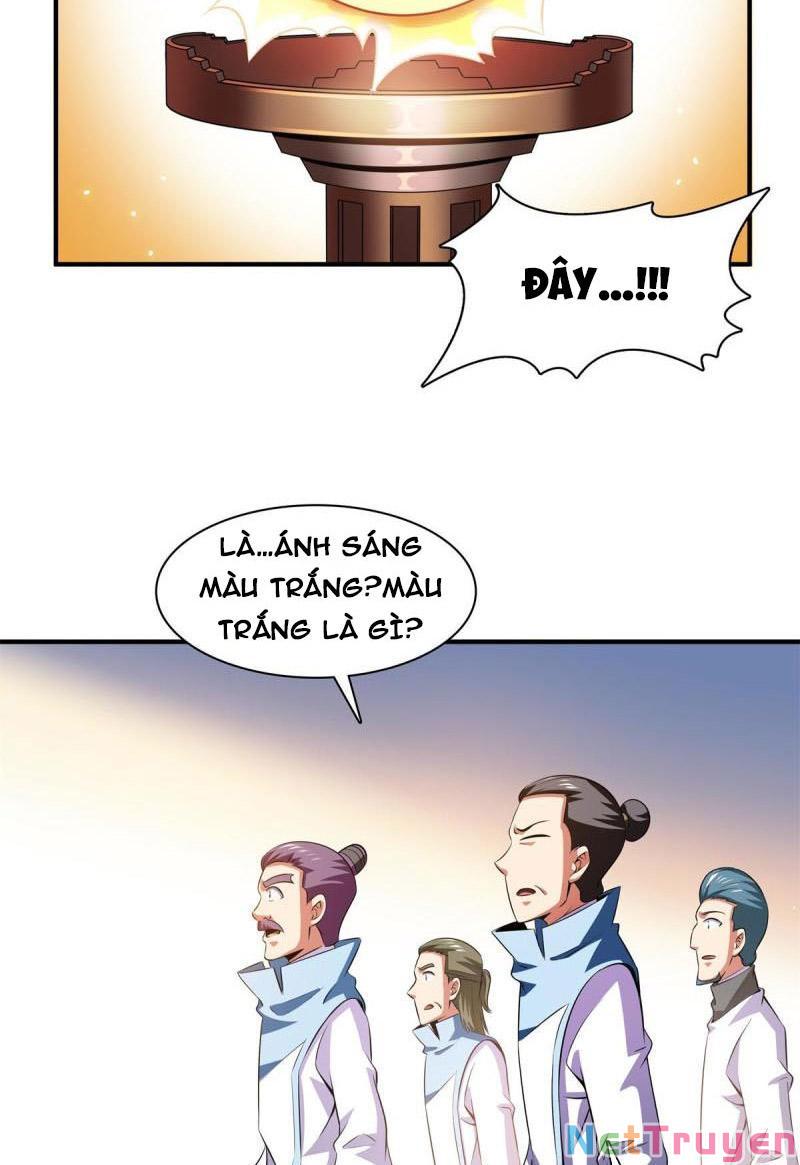 ĐÂY...!!!
LÀ...ÁNH SÁNG
MÀU TRẮNG?MÀU
TRẮNG LÀ GÌ?
NetTruyen